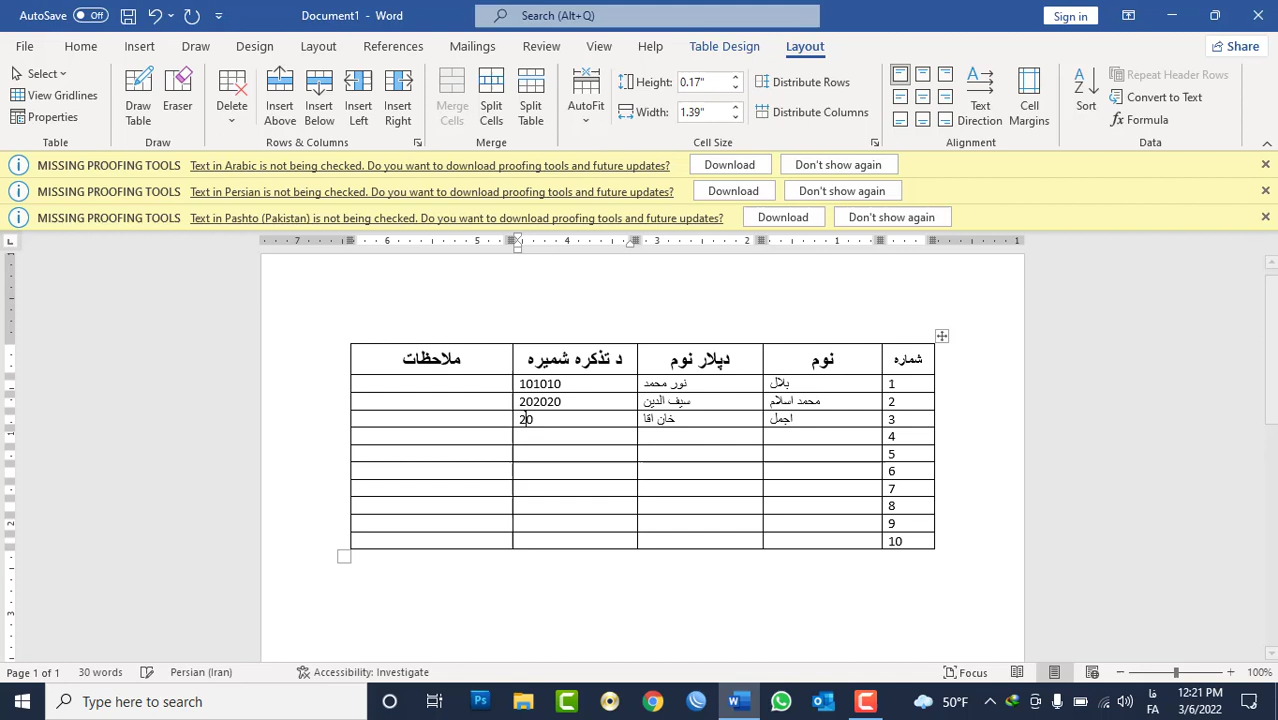 AutoSave Off Document1 - Word Search (Alt+Q) Sign in
File Home Insert Draw Design Layout References Mailings Review View Help Table Design Layout Share
Select
View Gridlines
Properties
Draw Table
Eraser
Delete
Insert Above
Insert Below
Insert Left
Insert Right
Merge Cells
Split Cells
Split Table
AutoFit
Height: 0.17"
Width: 1.39"
Distribute Rows
Distribute Columns
Text Direction
Cell Margins
Sort
Repeat Header Rows
Convert to Text
Formula
Table Draw Rows & Columns Merge Cell Size Alignment Data
MISSING PROOFING TOOLS Text in Arabic is not being checked. Do you want to download proofing tools and future updates? Download Don't show again
MISSING PROOFING TOOLS Text in Persian is not being checked. Do you want to download proofing tools and future updates? Download Don't show again
MISSING PROOFING TOOLS Text in Pashto (Pakistan) is not being checked. Do you want to download proofing tools and future updates? Download Don't show again
7 6 5 4 3 2 1 1
شماره نوم دپلار نوم د تذکره شمیره ملاحظات
1 بلال نور محمد 101010
2 محمد اسلام سیف الدین 202020
3 اجمل خان اقا 20
4
5
6
7
8
9
10
Page 1 of 1 30 words Persian (Iran) Accessibility: Investigate Focus 100%
Type here to search 50°F فا 12:21 PM
FA 3/6/2022